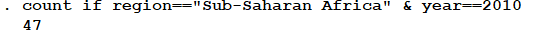 . count if region=="Sub-Saharan Africa" & year==2010
47